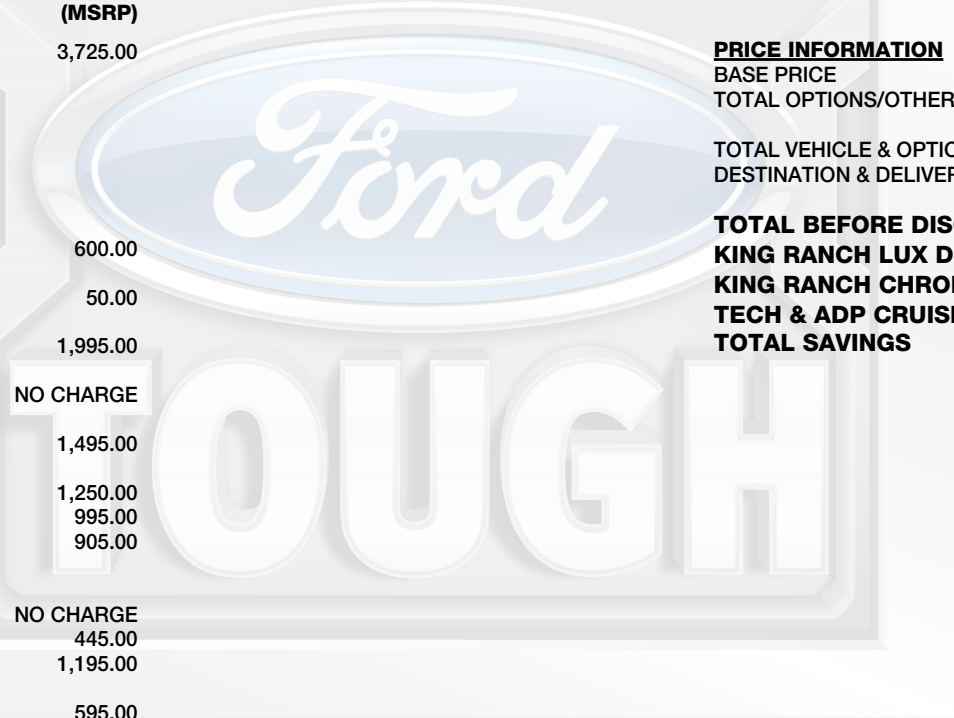 (MSRP)
3,725.00
600.00
50.00
1,995.00
NO CHARGE
1,495.00
1,250.00
995.00
905.00
NO CHARGE
445.00
1,195.00
595.00
PRICE INFORMATION
BASE PRICE
TOTAL OPTIONS/OTHER
TOTAL VEHICLE & OPTIO
DESTINATION & DELIVER
TOTAL BEFORE DIS
KING RANCH LUX D
KING RANCH CHRO
TECH & ADP CRUIS
TOTAL SAVINGS
Ford
TOUGH